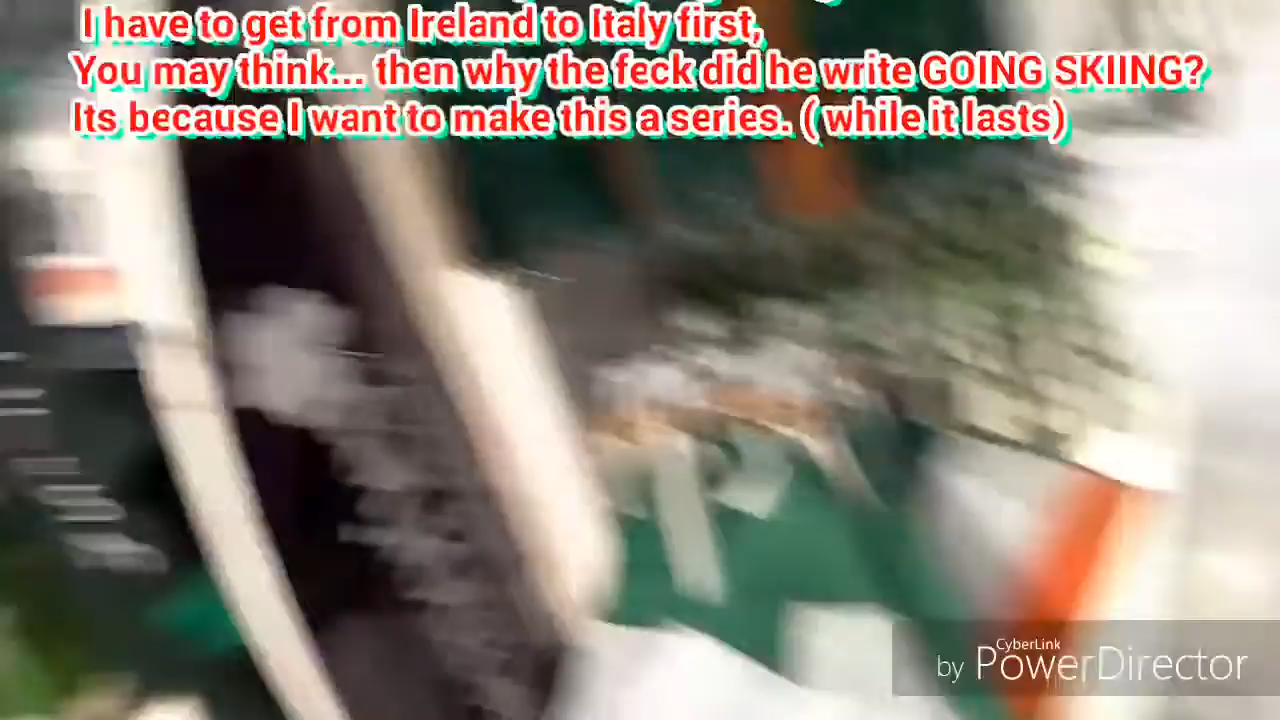 I have to get from Ireland to Italy first,
You may think... then why the feck did he write GOING SKIING?
Its because I want to make this a series. ( while it lasts)
CyberLink
by PowerDirector